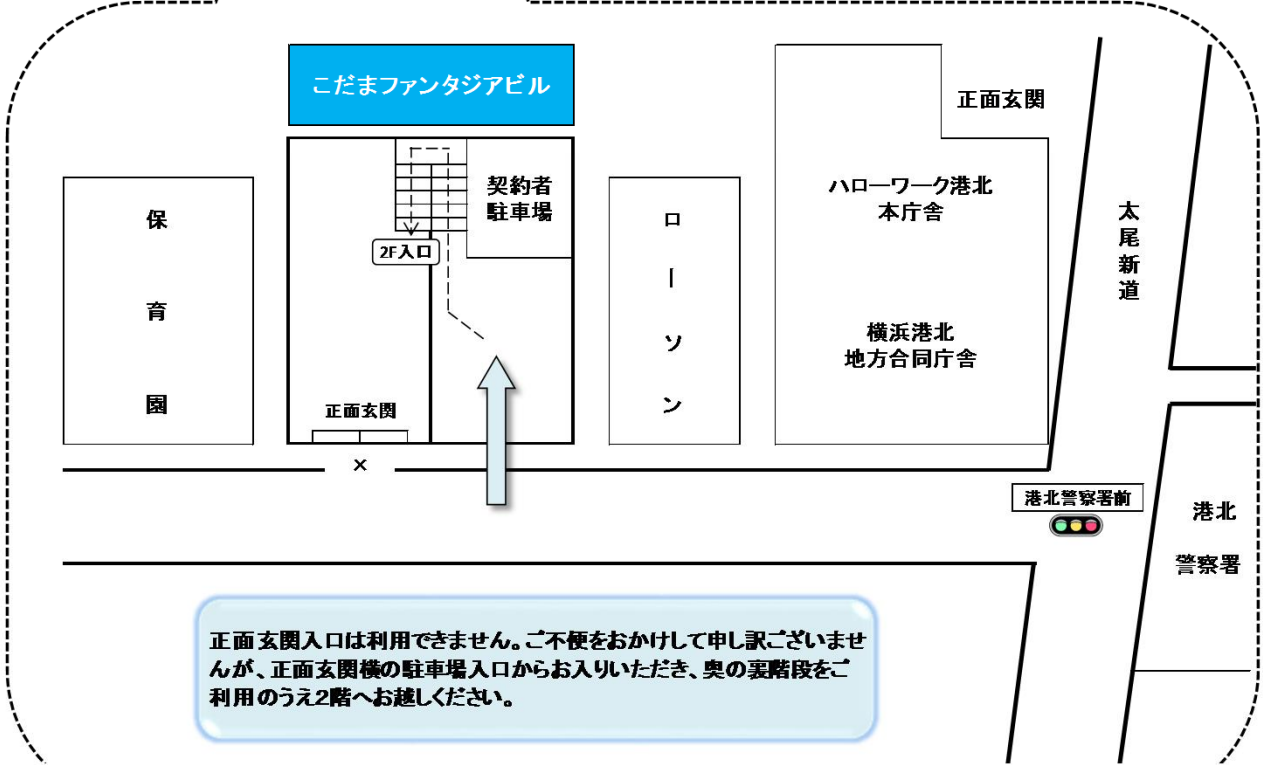 こだまファンタジアビル
正面玄関
契約者
駐車場
2F入口
正面玄関
×
保育園
ローソン
ハローワーク港北
本庁舎
横浜港北
地方合同庁舎
太尾新道
港北警察署前
港北
警察署
正面玄関入口は利用できません。ご不便をおかけして申し訳ございませ
んが、正面玄関横の駐車場入口からお入りいただき、奥の裏階段をご
利用のうえ2階へお越しください。